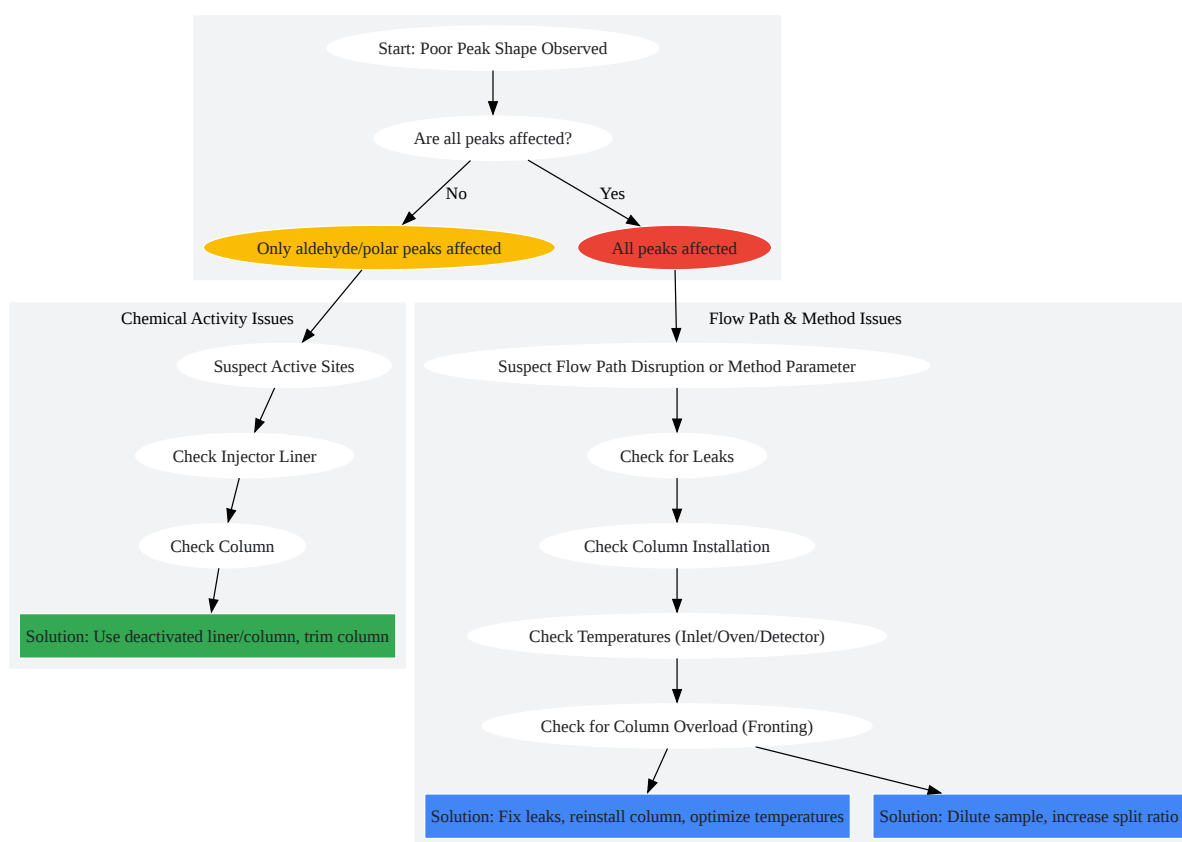 Start: Poor Peak Shape Observed
Are all peaks affected?
No
Yes
Only aldehyde/polar peaks affected
All peaks affected
Chemical Activity Issues
Suspect Active Sites
Check Injector Liner
Check Column
Solution: Use deactivated liner/column, trim column
Flow Path & Method Issues
Suspect Flow Path Disruption or Method Parameter
Check for Leaks
Check Column Installation
Check Temperatures (Inlet/Oven/Detector)
Check for Column Overload (Fronting)
Solution: Fix leaks, reinstall column, optimize temperatures
Solution: Dilute sample, increase split ratio